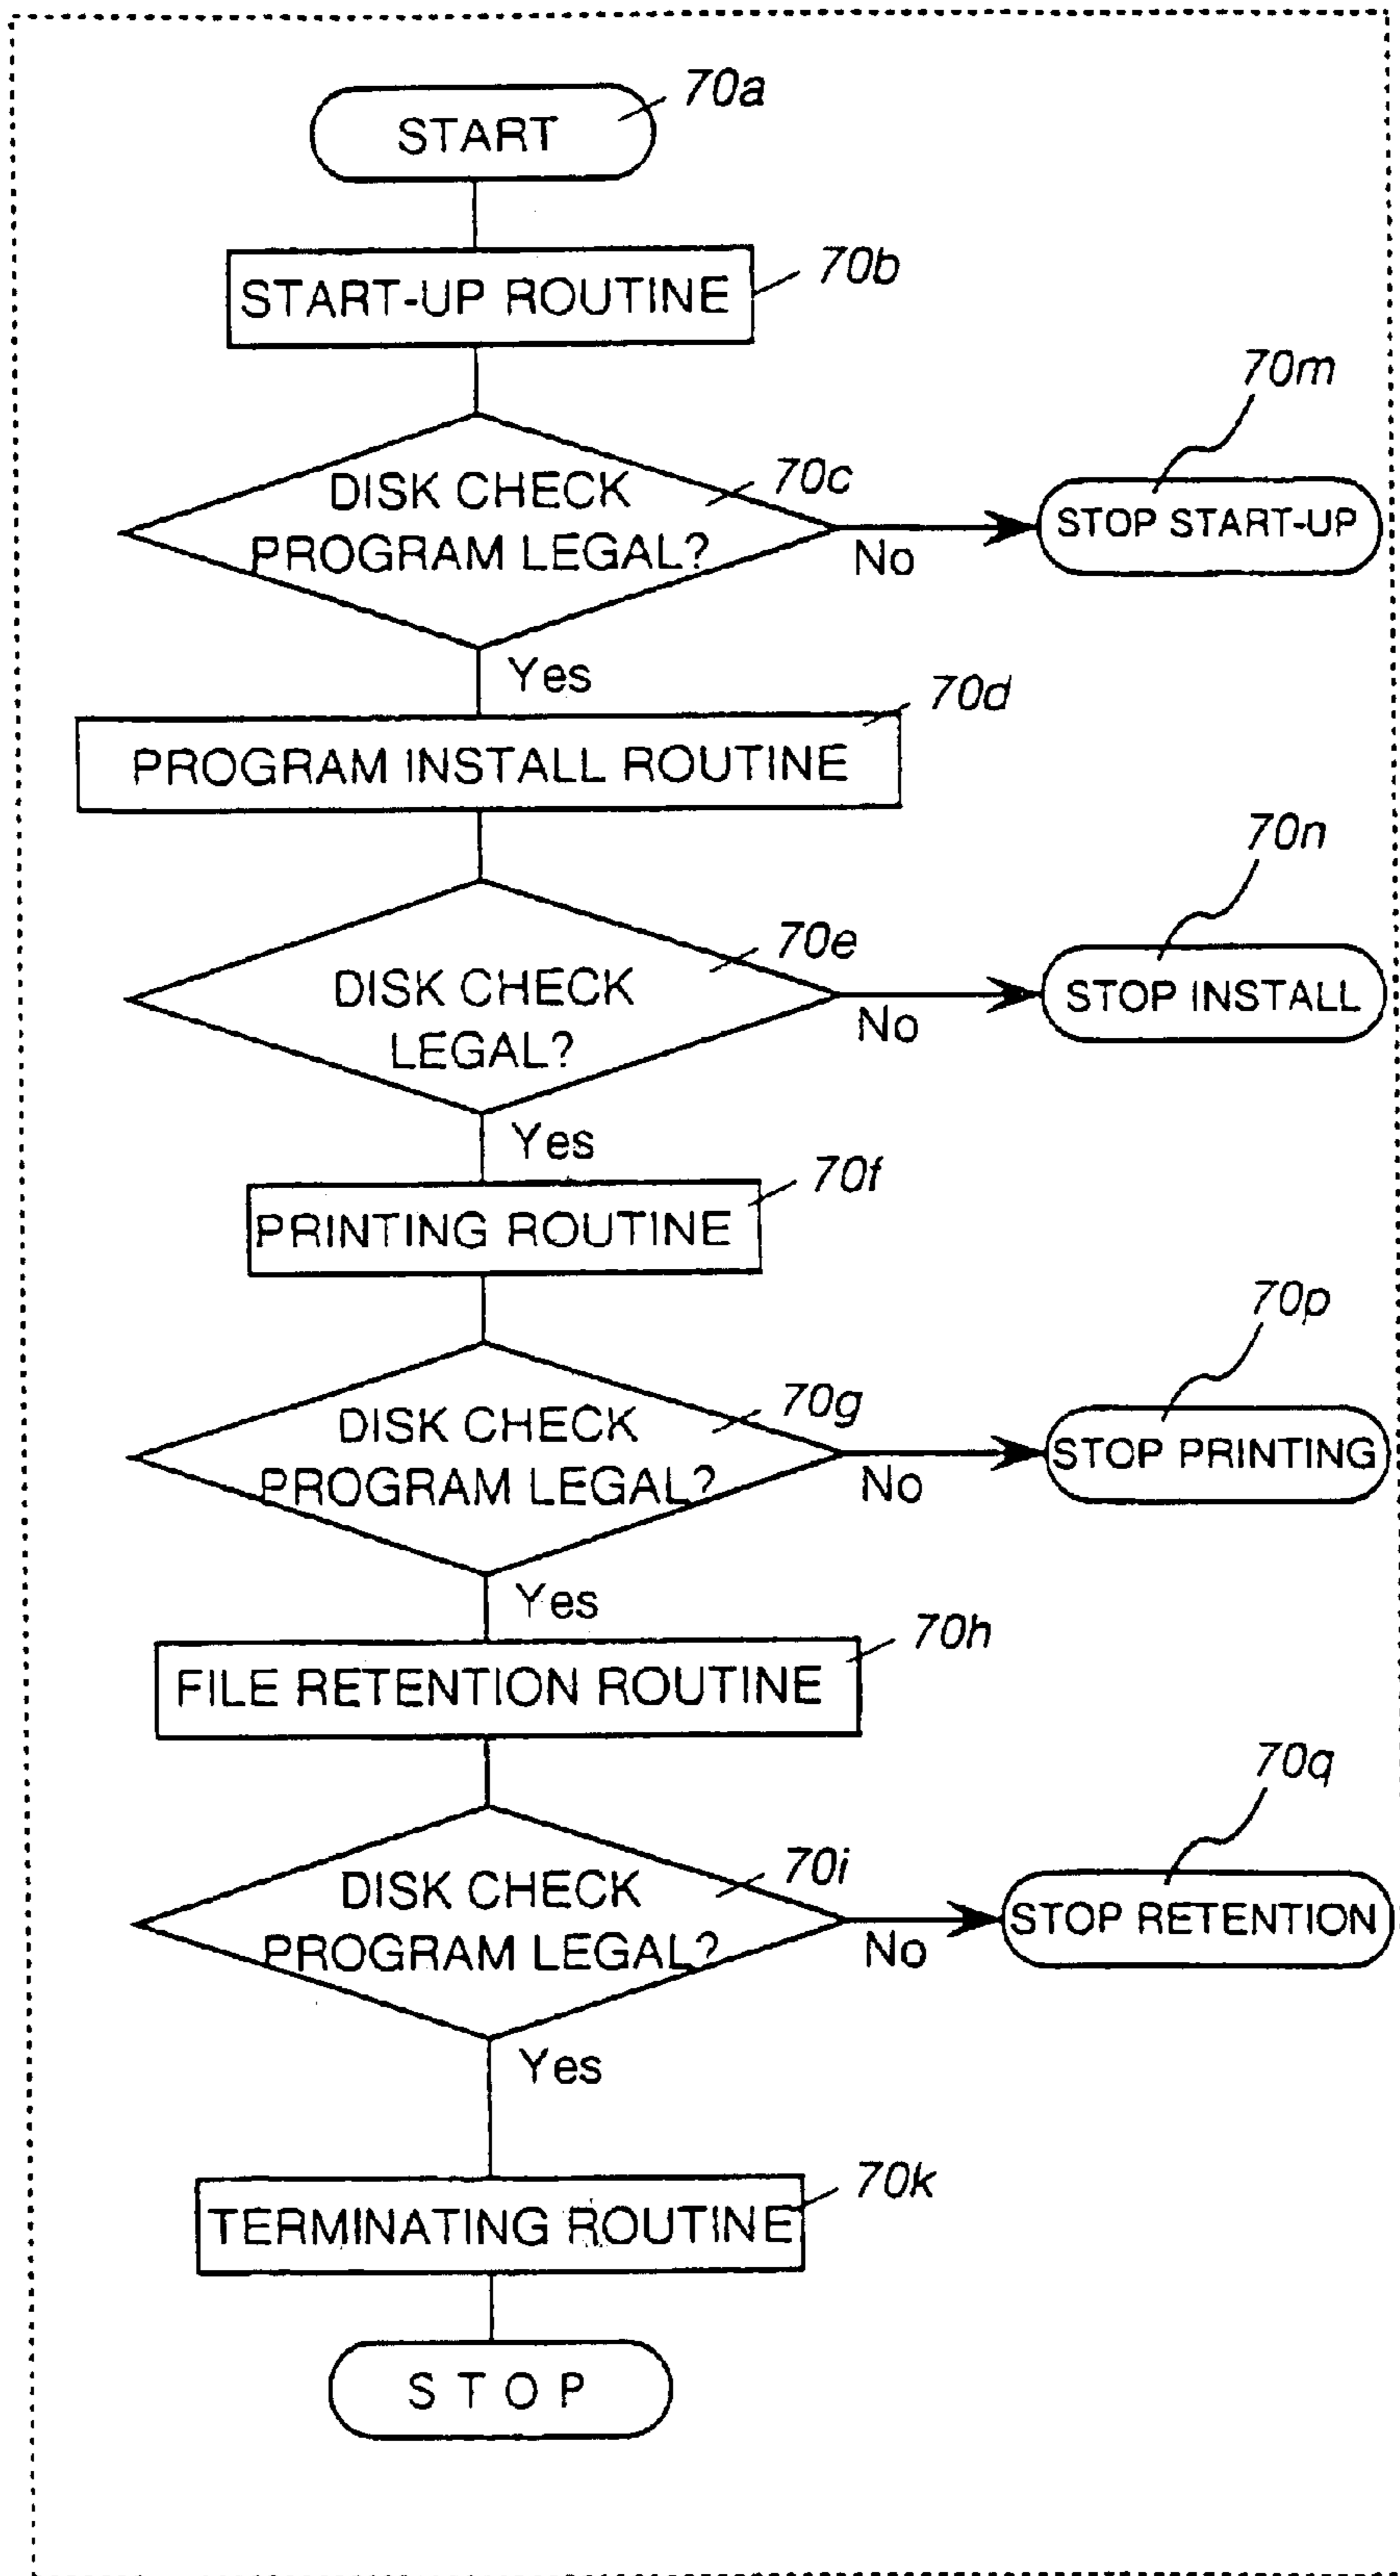 70a
START
70b
START-UP ROUTINE
70m
70c
DISK CHECK
PROGRAM LEGAL?
STOP START-UP
No
Yes
70d
PROGRAM INSTALL ROUTINE
70n
70e
DISK CHECK
LEGAL?
STOP INSTALL
No
Yes
70f
PRINTING ROUTINE
70p
70g
DISK CHECK
PROGRAM LEGAL?
STOP PRINTING
No
Yes
70h
FILE RETENTION ROUTINE
70q
70i
DISK CHECK
PROGRAM LEGAL?
STOP RETENTION
No
Yes
70k
TERMINATING ROUTINE
STOP